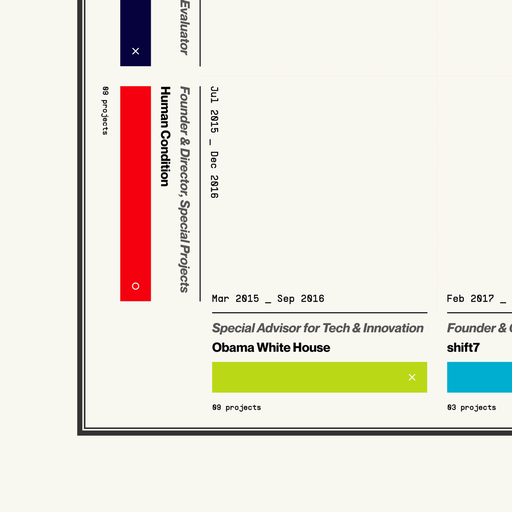 Evaluator
×
Jul 2015 _ Dec 2016
Founder & Director, Special Projects
Human Condition
09 projects
Mar 2015 _ Sep 2016
Special Advisor for Tech & Innovation
Obama White House
×
09 projects
Feb 2017 _
Founder &
shift7
03 projects